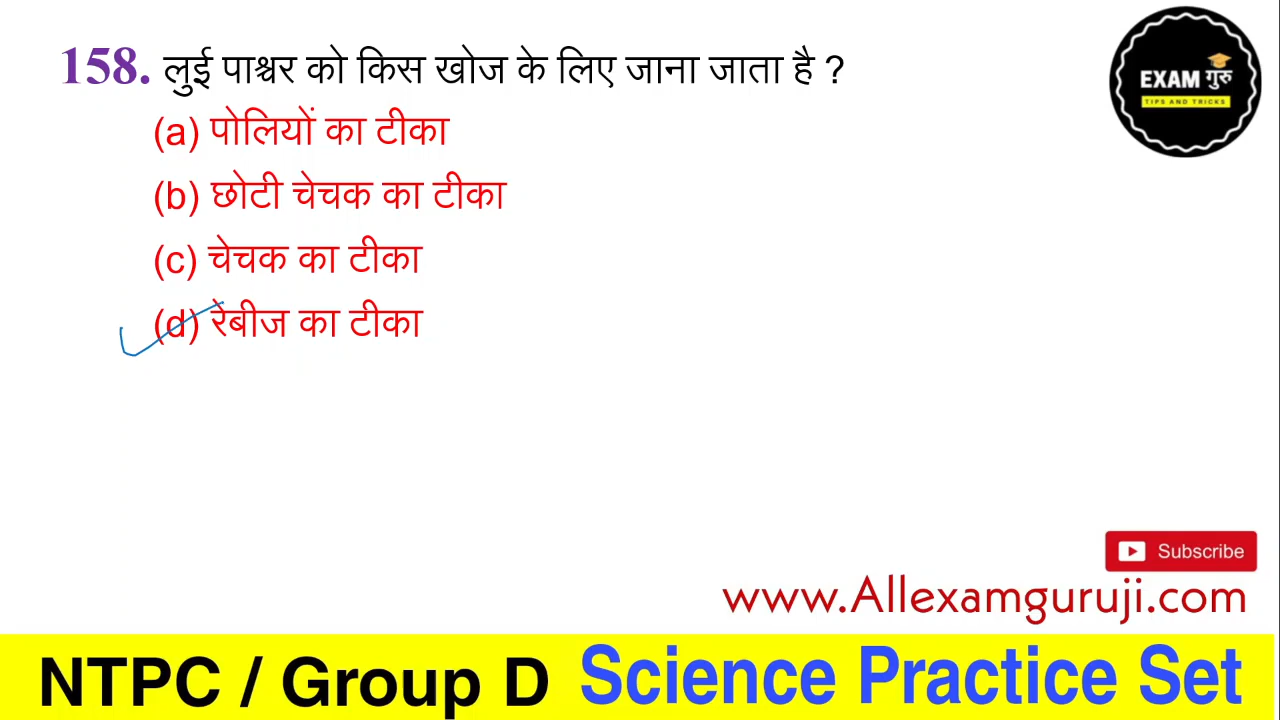 158. लुई पाश्चर को किस खोज के लिए जाना जाता है ?
(a) पोलियों का टीका
(b) छोटी चेचक का टीका
(c) चेचक का टीका
(d) रेबीज का टीका
EXAM गुरु
TIPS AND TRICKS
Subscribe
www.Allexamguruji.com
NTPC / Group D Science Practice Set